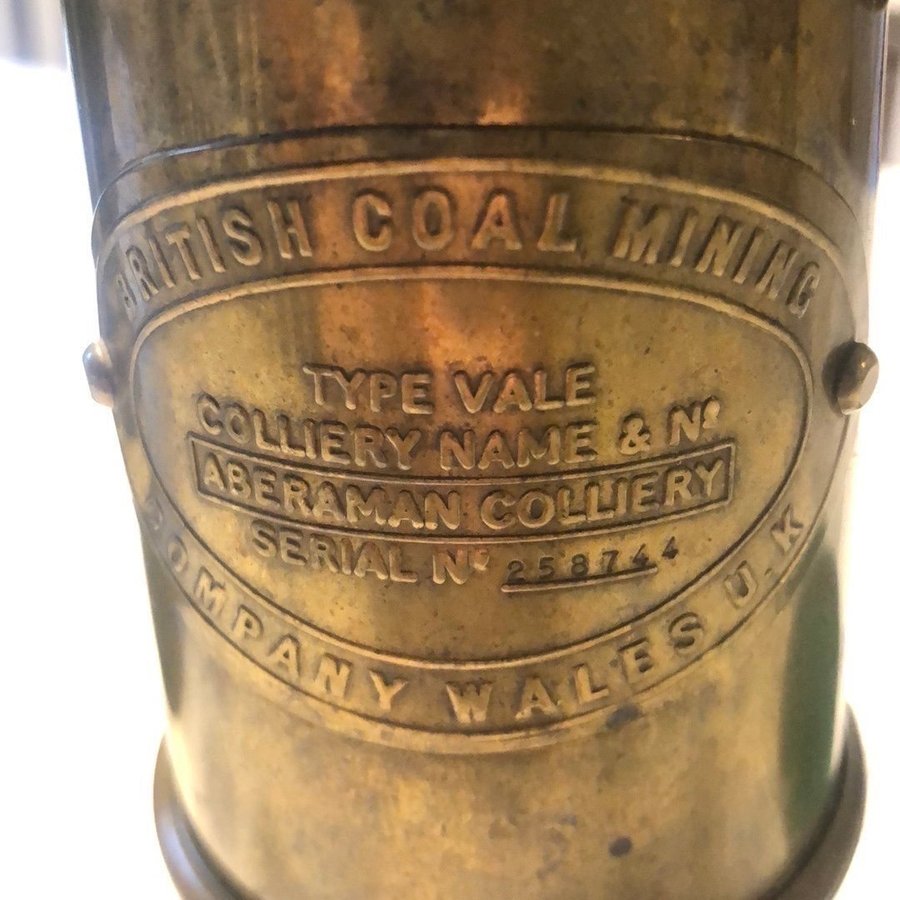 BRITISH COAL MINING
TYPE VALE
COLLIERY NAME & Nº
ABERAMAN COLLIERY
SERIAL Nº 258744
COMPANY WALES U.K